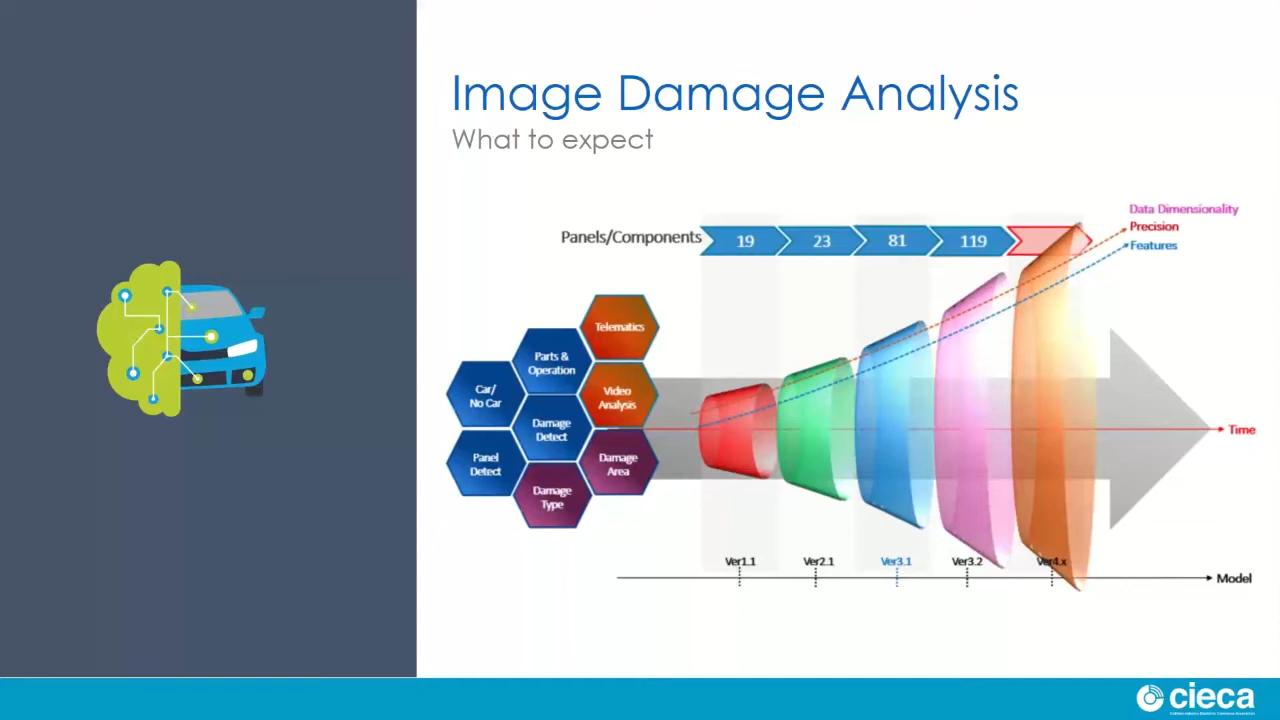 Image Damage Analysis
What to expect
Data Dimensionality
Precision
Features
Panels/Components
19
23
81
119
Telematics
Parts &
Operation
Car/
No Car
Video
Analysis
Damage
Detect
Panel
Detect
Damage
Area
Damage
Type
Time
Ver1.1
Ver2.1
Ver3.1
Ver3.2
Ver4.x
Model
cieca